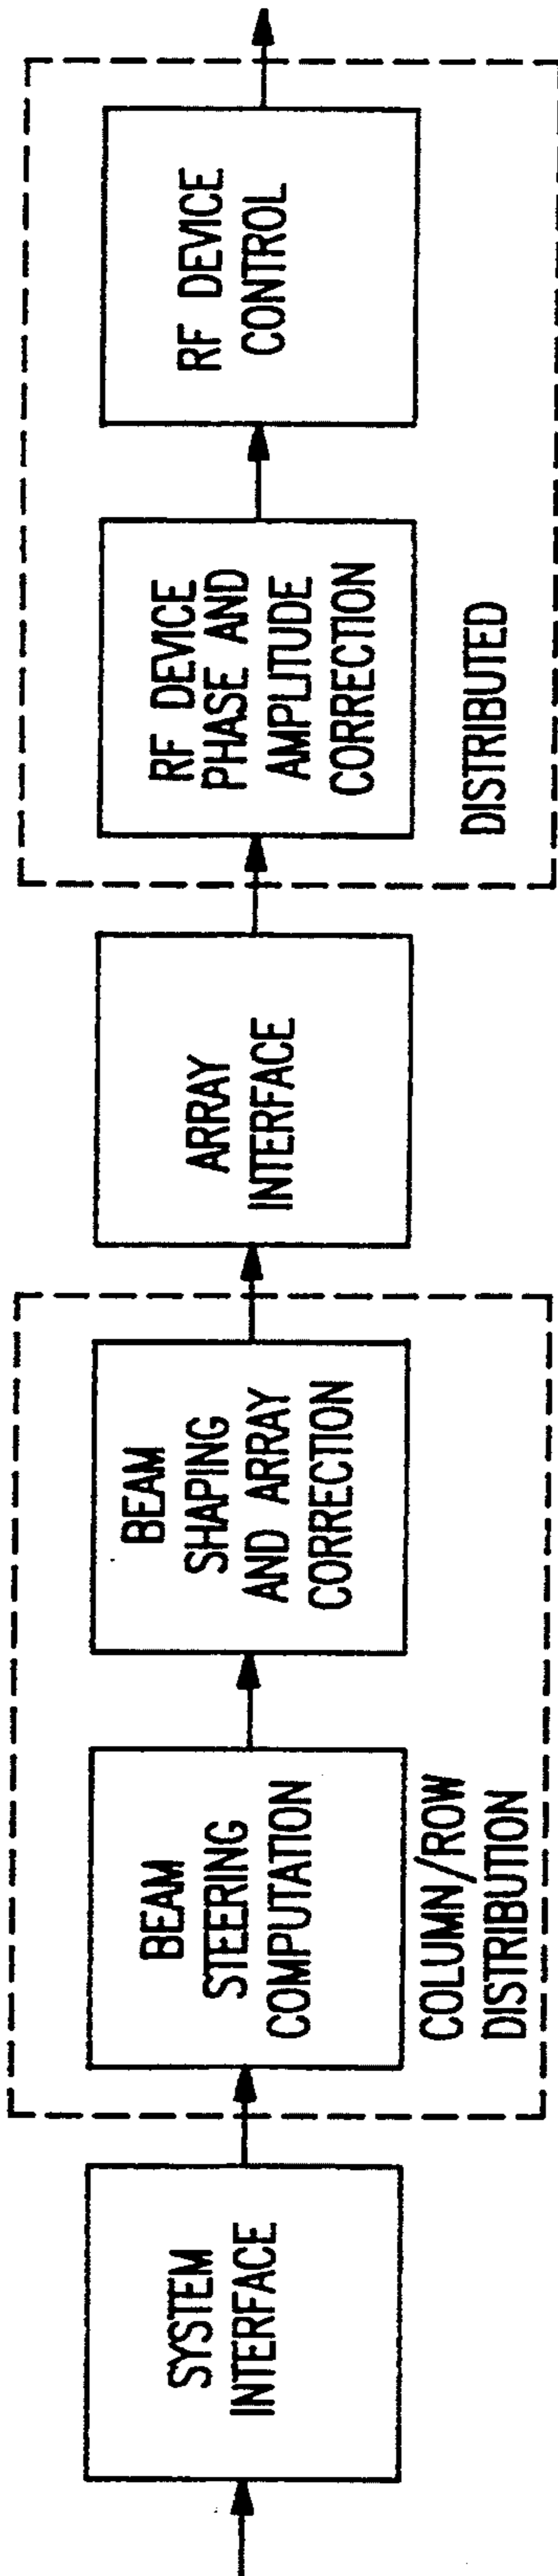 SYSTEM
INTERFACE
BEAM
STEERING
COMPUTATION
COLUMN/ROW
DISTRIBUTION
BEAM
SHAPING
AND ARRAY
CORRECTION
ARRAY
INTERFACE
RF DEVICE
PHASE AND
AMPLITUDE
CORRECTION
DISTRIBUTED
RF DEVICE
CONTROL